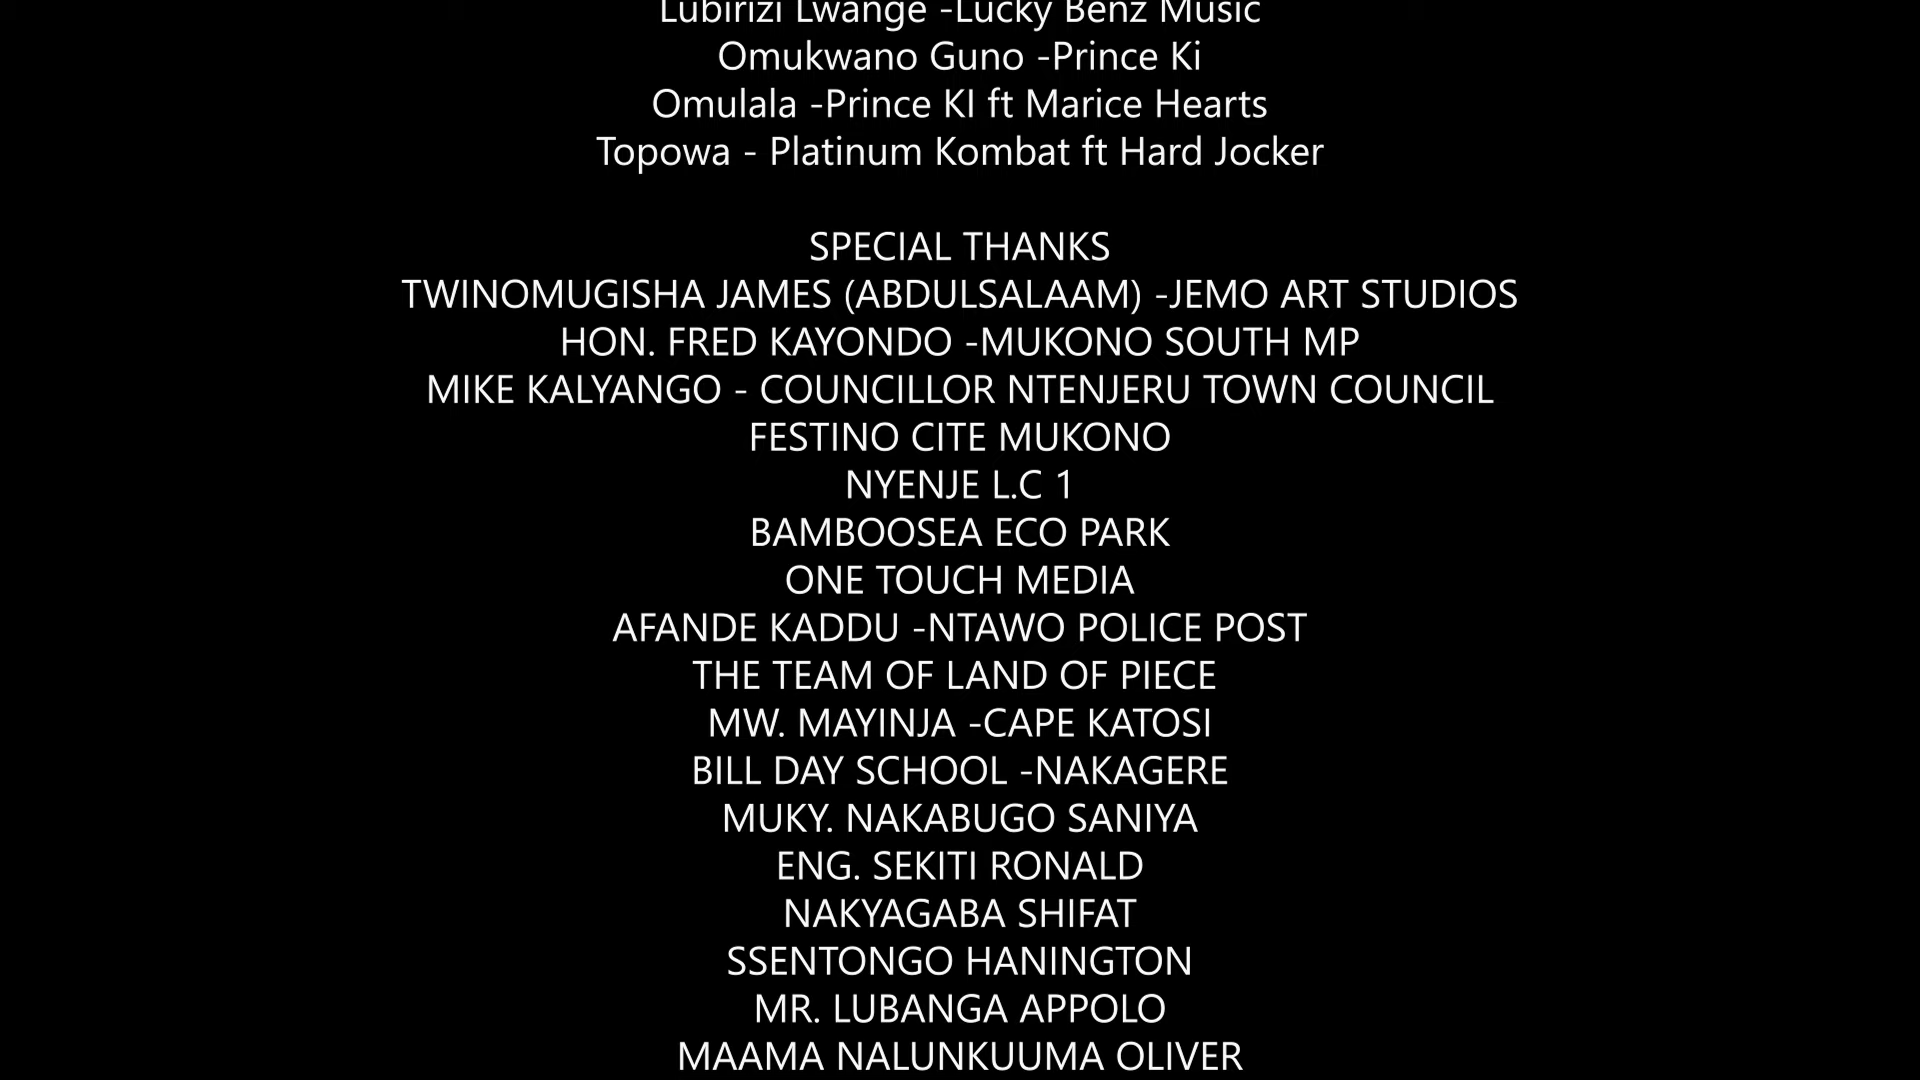 Lubirizi Lwange -Lucky Benz Music
Omukwano Guno -Prince Ki
Omulala -Prince KI ft Marice Hearts
Topowa - Platinum Kombat ft Hard Jocker
SPECIAL THANKS
TWINOMUGISHA JAMES (ABDULSALAAM) -JEMO ART STUDIOS
HON. FRED KAYONDO -MUKONO SOUTH MP
MIKE KALYANGO - COUNCILLOR NTENJERU TOWN COUNCIL
FESTINO CITE MUKONO
NYENJE L.C 1
BAMBOOSEA ECO PARK
ONE TOUCH MEDIA
AFANDE KADDU -NTAWO POLICE POST
THE TEAM OF LAND OF PIECE
MW. MAYINJA -CAPE KATOSI
BILL DAY SCHOOL -NAKAGERE
MUKY. NAKABUGO SANIYA
ENG. SEKITI RONALD
NAKYAGABA SHIFAT
SSENTONGO HANINGTON
MR. LUBANGA APPOLO
MAAMA NALUNKUUMA OLIVER